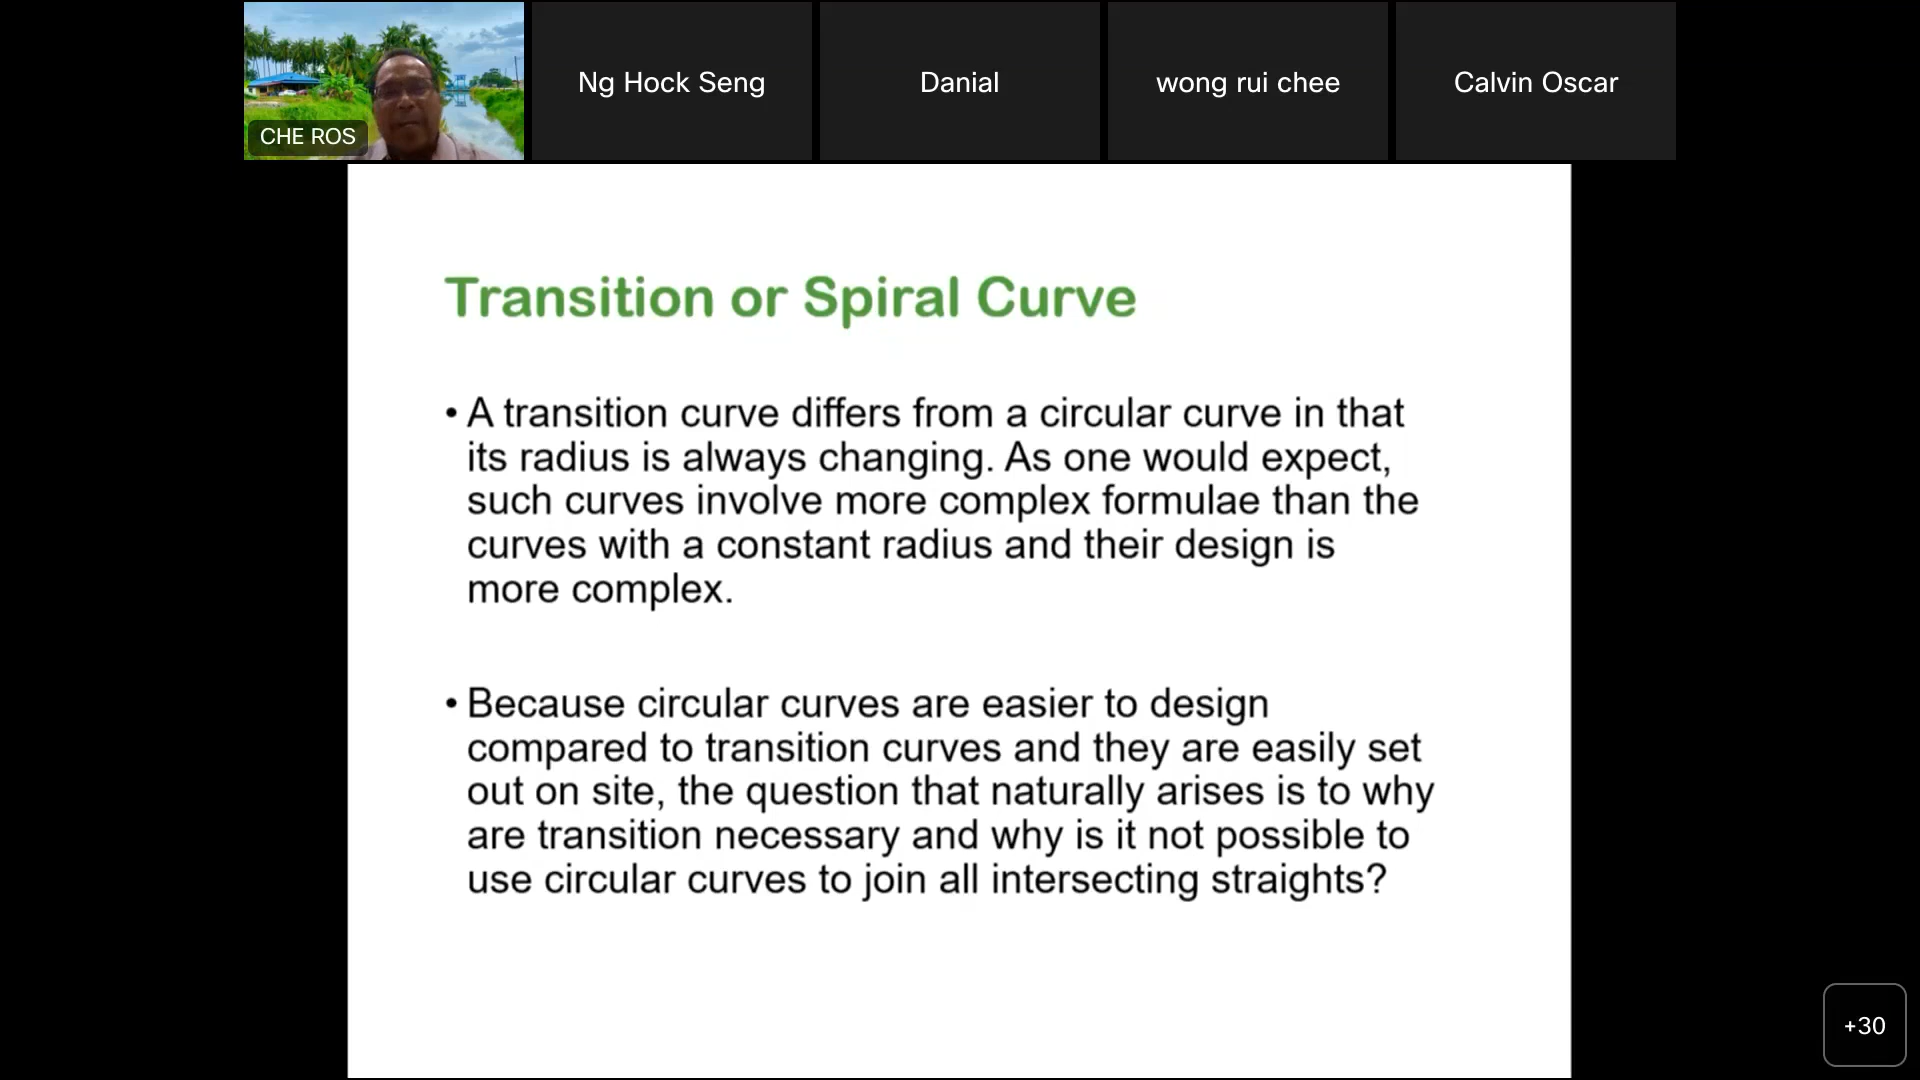 CHE ROS
Ng Hock Seng
Danial
wong rui chee
Calvin Oscar
Transition or Spiral Curve
• A transition curve differs from a circular curve in that
its radius is always changing. As one would expect,
such curves involve more complex formulae than the
curves with a constant radius and their design is
more complex.
• Because circular curves are easier to design
compared to transition curves and they are easily set
out on site, the question that naturally arises is to why
are transition necessary and why is it not possible to
use circular curves to join all intersecting straights?
+30